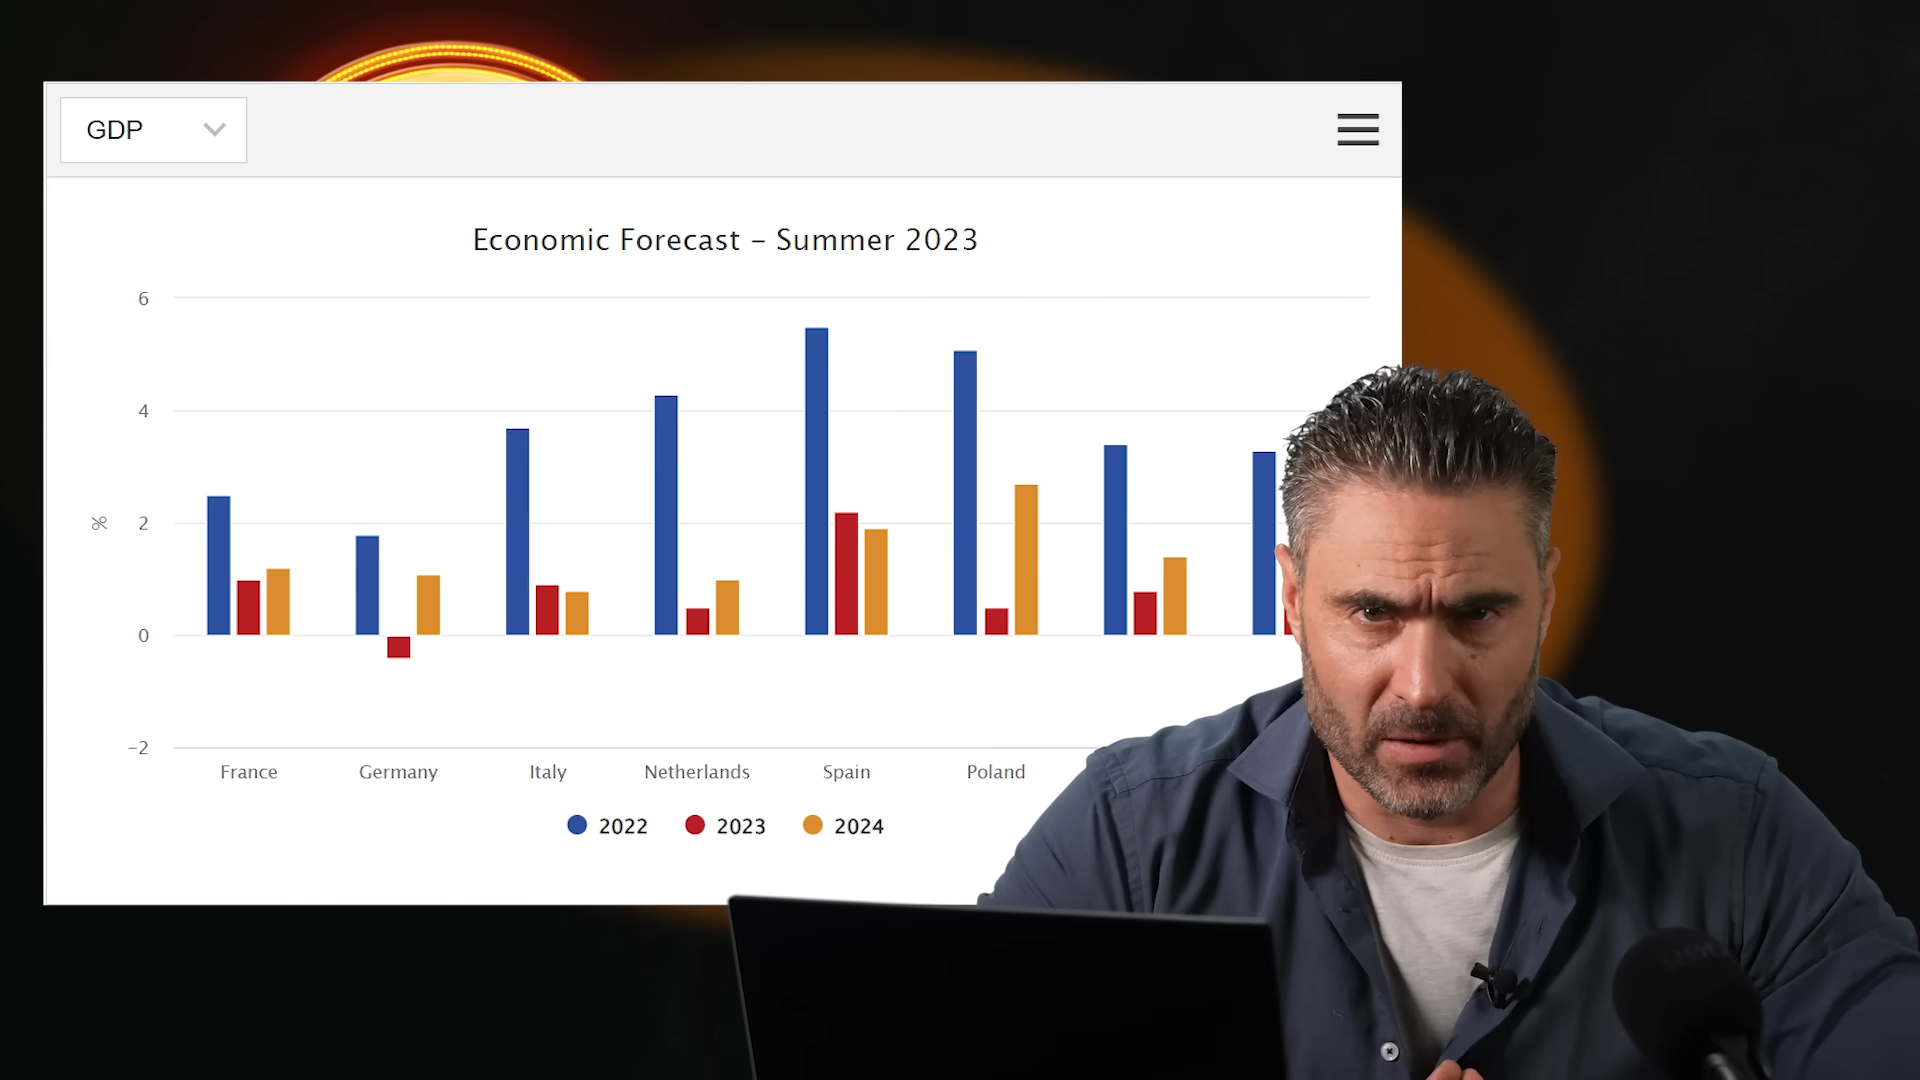 GDP
Economic Forecast – Summer 2023
6
4
%
2
0
−2
France Germany Italy Netherlands Spain Poland
2022 2023 2024